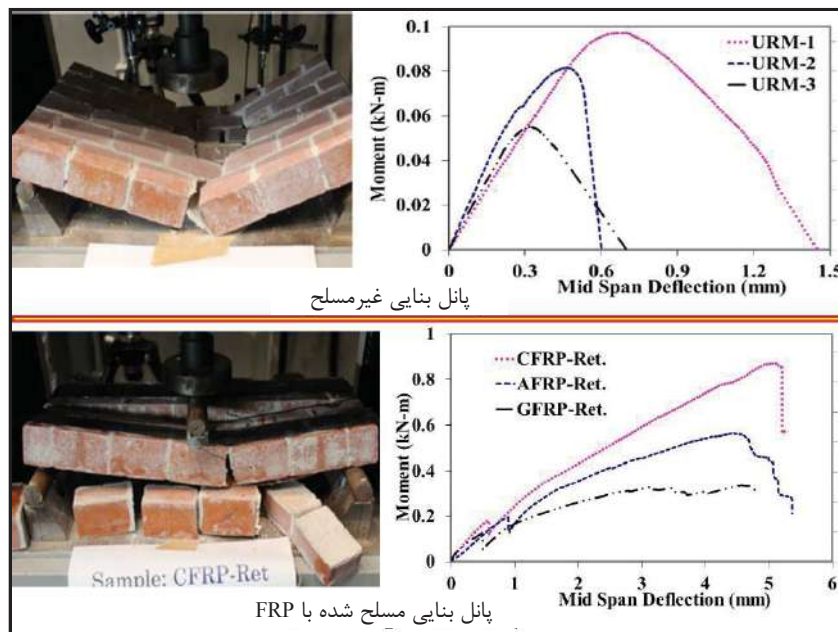 0.1
0.08
0.06
0.04
0.02
0
Moment (kN-m)
URM-1
URM-2
URM-3
0 0.3 0.6 0.9 1.2 1.5
Mid Span Deflection (mm)
پانل بنایی غیرمسلح
1
0.8
0.6
0.4
0.2
0
Moment (kN-m)
CFRP-Ret.
AFRP-Ret.
GFRP-Ret.
0 1 2 3 4 5 6
Mid Span Deflection (mm)
Sample: CFRP-Ret
پانل بنایی مسلح شده با FRP